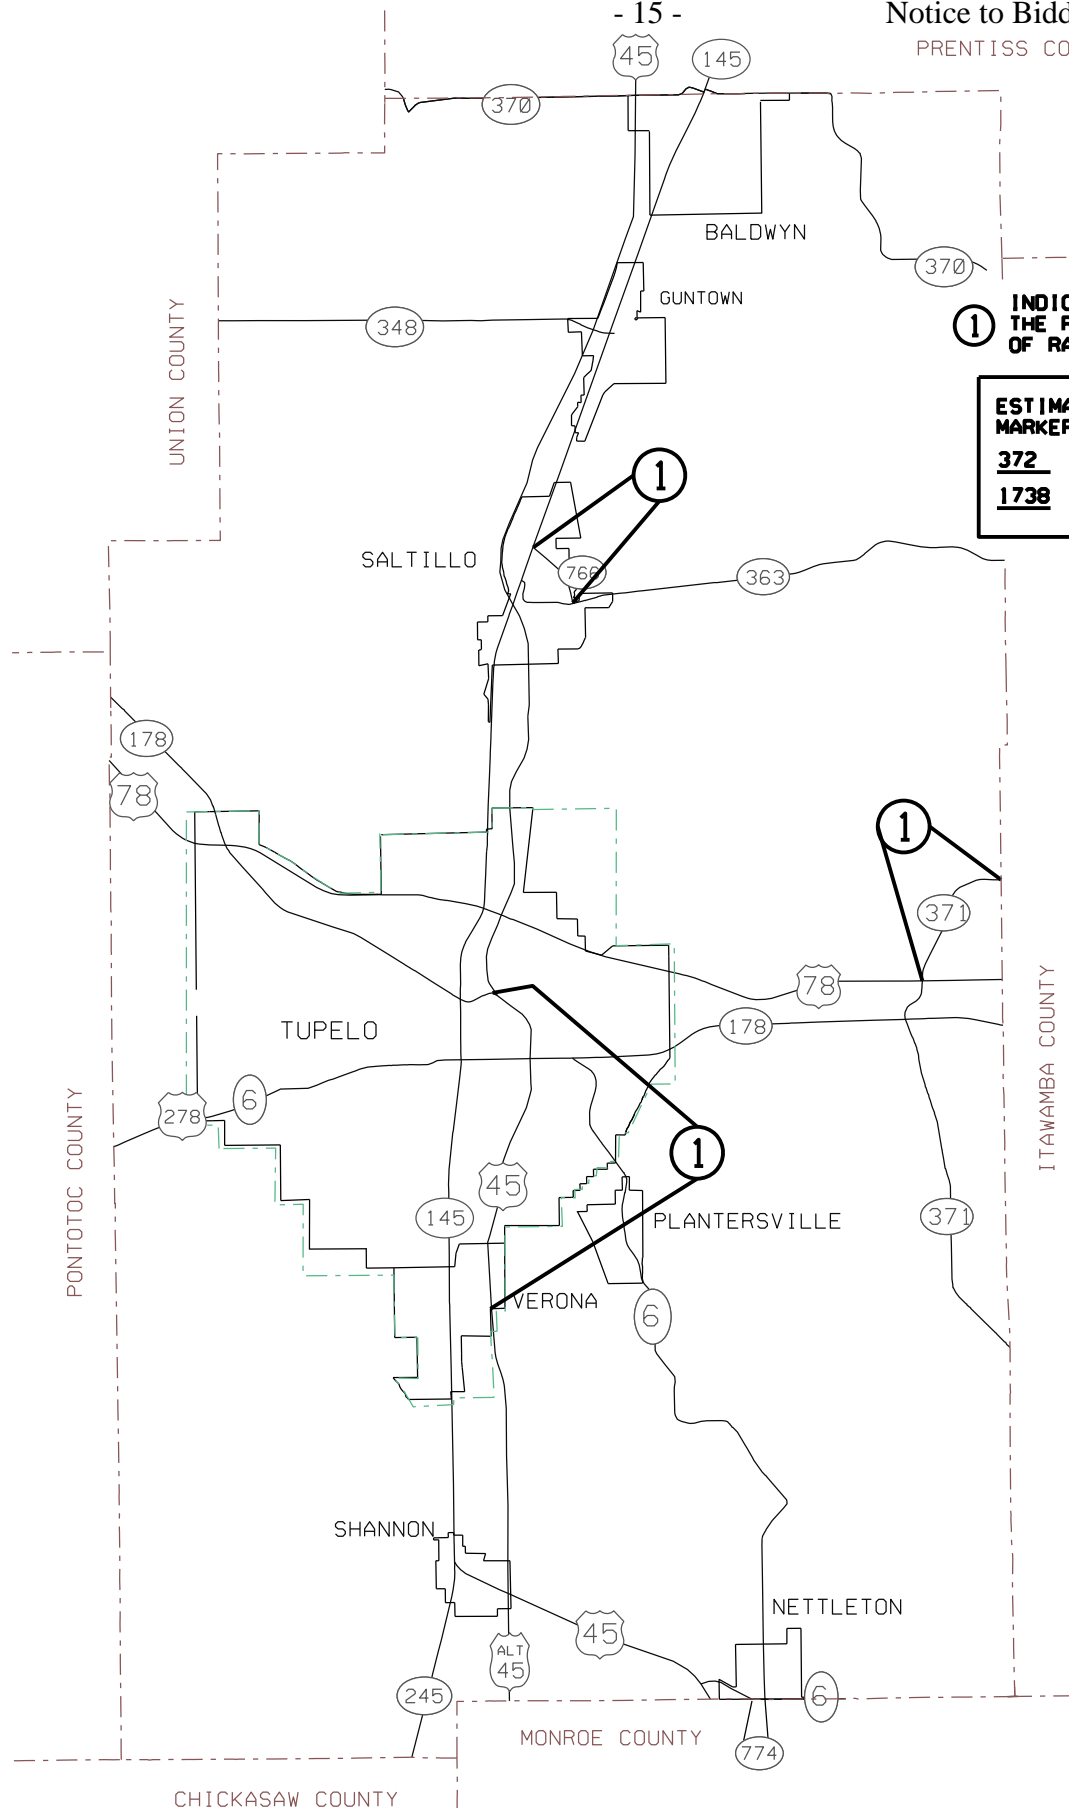 - 15 -
Notice to Bidd
PRENTISS CO
45
145
370
BALDWYN
370
GUNTOWN
348
UNION COUNTY
1
INDIC
THE
OF RA
ESTIMA
MARKER
372
1738
1
SALTILLO
766
363
178
78
1
371
78
178
TUPELO
ITAWAMBA COUNTY
6
278
PONTOTOC COUNTY
1
45
145
PLANTERSVILLE
371
VERONA
6
SHANNON
NETTLETON
45
ALT
45
245
6
MONROE COUNTY
774
CHICKASAW COUNTY